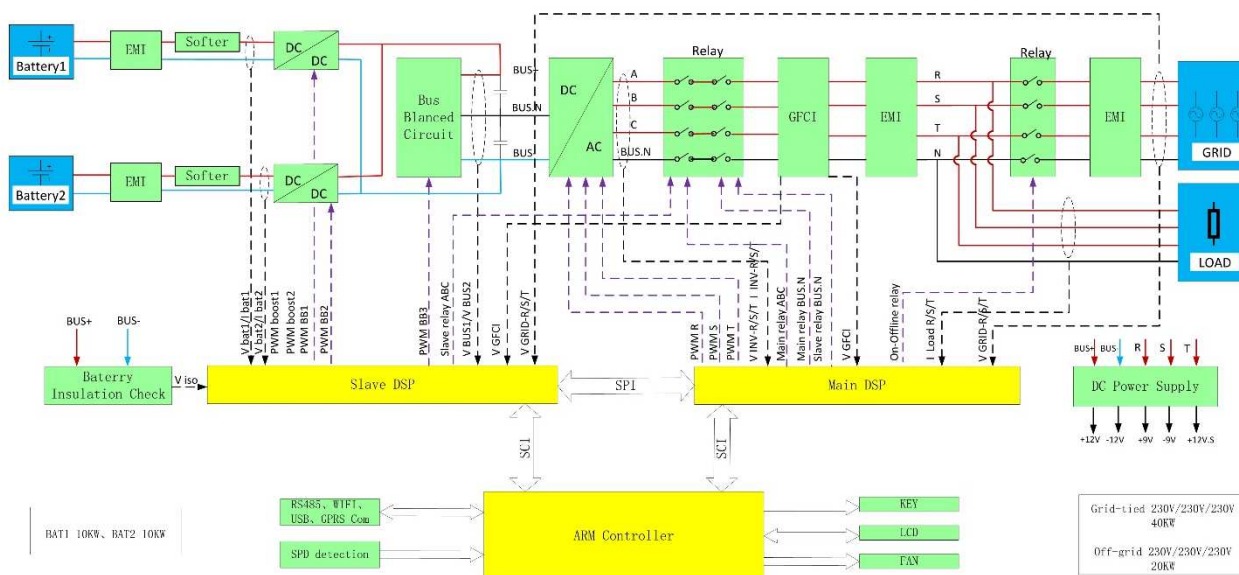 Battery1
EMI
Softer
DC
DC
Battery2
EMI
Softer
DC
DC
Bus
Blanced
Circuit
BUS+
BUS.N
BUS-
DC
AC
A
B
C
BUS.N
Relay
GFCI
EMI
R
S
T
N
Relay
EMI
GRID
LOAD
V bat1/I bat1
V bat2/I bat2
PWM boost1
PWM boost2
PWM BB1
PWM BB2
PWM BB3
Slave relay ABC
V BUS1/V BUS2
V GFCI
V GRID-R/S/T
PWM R
PWM S
PWM T
V INV-R/S/T I INV-R/S/T
Main relay ABC
Main relay BUS.N
Slave relay BUS.N
V GFCI
On-Offline relay
I Load R/S/T
V GRID-R/S/T
BUS+
BUS-
Baterry
Insulation Check
V iso
Slave DSP
SPI
Main DSP
BUS+
BUS-
R
S
T
DC Power Supply
+12V
-12V
+9V
-9V
+12V.S
SCI
SCI
RS485、WIFI、
USB、GPRS Com
SPD detection
ARM Controller
KEY
LCD
FAN
BAT1 10KW、BAT2 10KW
Grid-tied 230V/230V/230V
40KW
Off-grid 230V/230V/230V
20KW